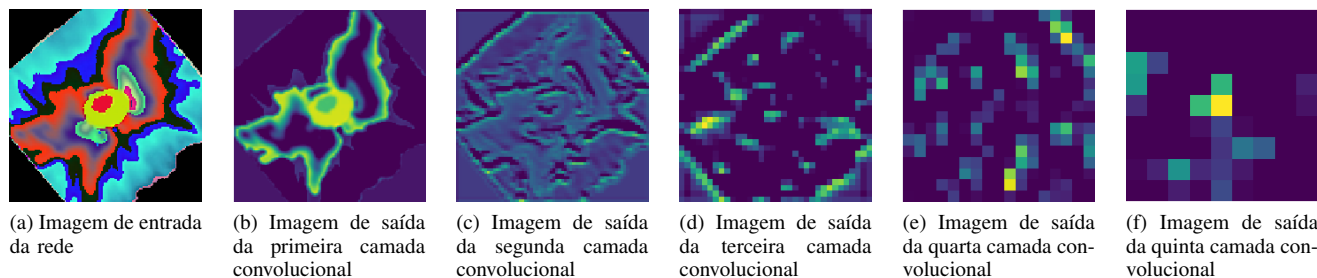 (a) Imagem de entrada
da rede
(b) Imagem de saída
da primeira camada
convolucional
(c) Imagem de saída
da segunda camada
convolucional
(d) Imagem de saída
da terceira camada
convolucional
(e) Imagem de saída
da quarta camada con-
volucional
(f) Imagem de saída
da quinta camada con-
volucional